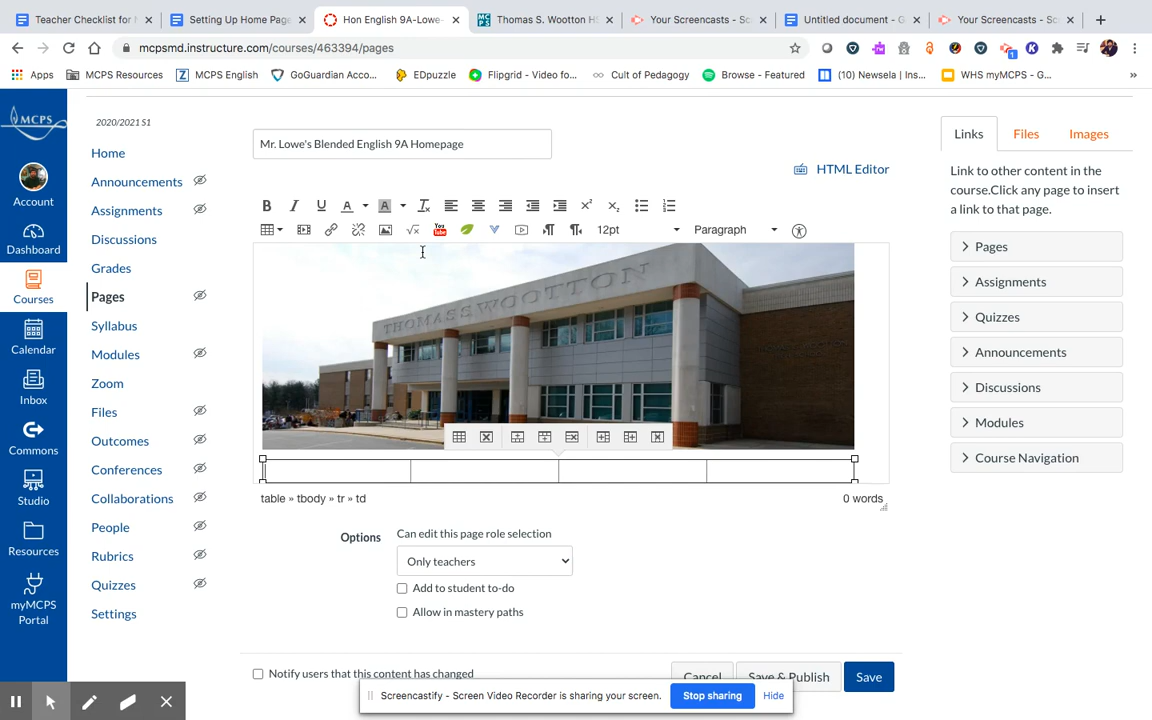 Teacher Checklist for N
Setting Up Home Page
Hon English 9A-Lowe-
Thomas S. Wootton HS
Your Screencasts - Sc
Untitled document - G
Your Screencasts - Sc
mcpsmd.instructure.com/courses/463394/pages
Apps
MCPS Resources
MCPS English
GoGuardian Acco...
EDpuzzle
Flipgrid - Video fo...
Cult of Pedagogy
Browse - Featured
(10) Newsela | Ins...
WHS myMCPS - G...
»
MCPS
Account
Dashboard
Courses
Calendar
Inbox
Commons
Studio
Resources
myMCPS
Portal
2020/2021 S1
Home
Announcements
Assignments
Discussions
Grades
Pages
Syllabus
Modules
Zoom
Files
Outcomes
Conferences
Collaborations
People
Rubrics
Quizzes
Settings
Mr. Lowe's Blended English 9A Homepage
HTML Editor
12pt
Paragraph
THOMAS S. WOOTTON
table » tbody » tr » td
0 words
Options
Can edit this page role selection
Only teachers
Add to student to-do
Allow in mastery paths
Notify users that this content has changed
Cancel
Save & Publish
Save
Screencastify - Screen Video Recorder is sharing your screen.
Stop sharing
Hide
Links
Files
Images
Link to other content in the
course.Click any page to insert
a link to that page.
Pages
Assignments
Quizzes
Announcements
Discussions
Modules
Course Navigation